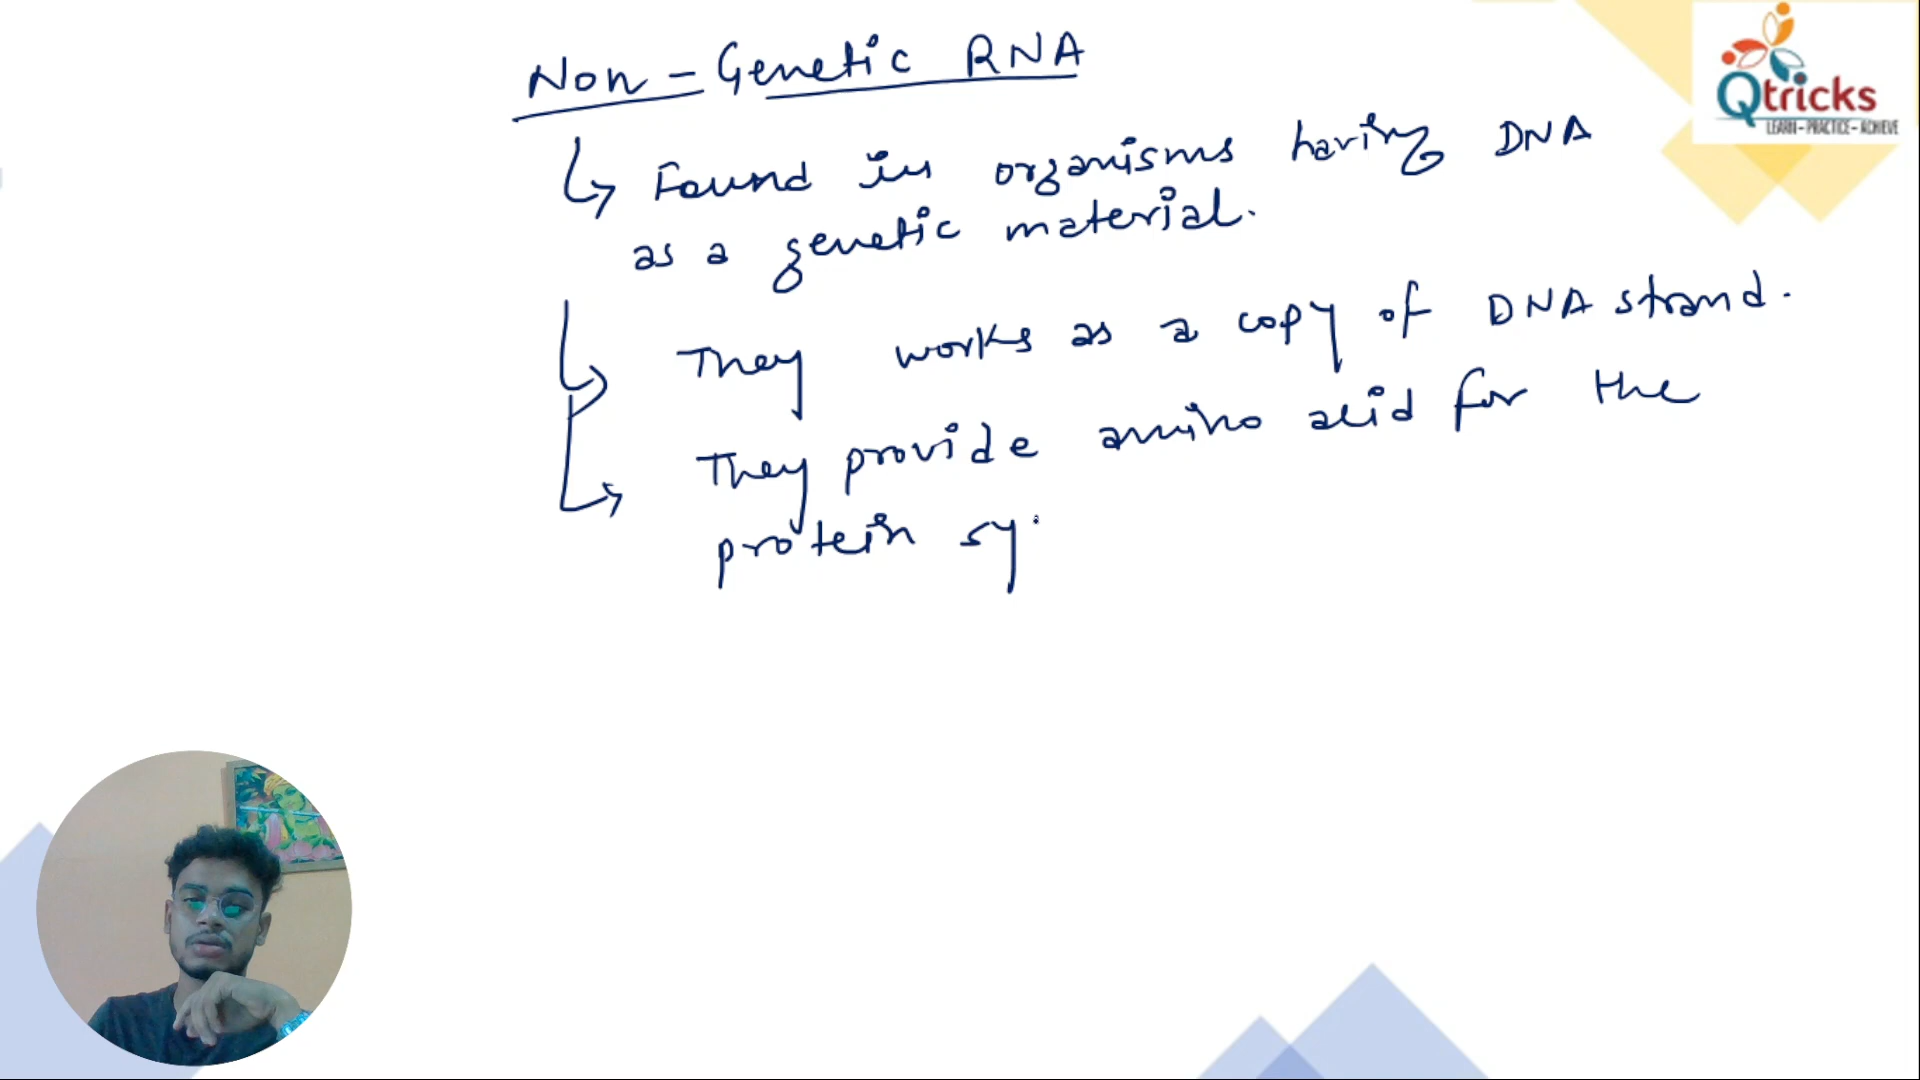 Non-Genetic RNA
Qtricks
LEARN-PRACTICE-ACHIEVE
Found in organisms having DNA
as a genetic material.
They works as a copy of DNA strand.
They provide amino acid for the
protein sy